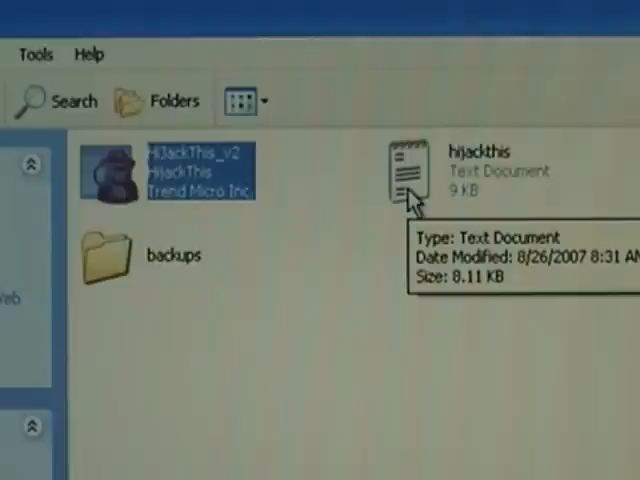 Tools Help
Search Folders
HiJackThis_v2
HijackThis
Trend Micro Inc.
hijackthis
Text Document
9 KB
backups
Type: Text Document
Date Modified: 8/26/2007 8:31 AM
Size: 8.11 KB